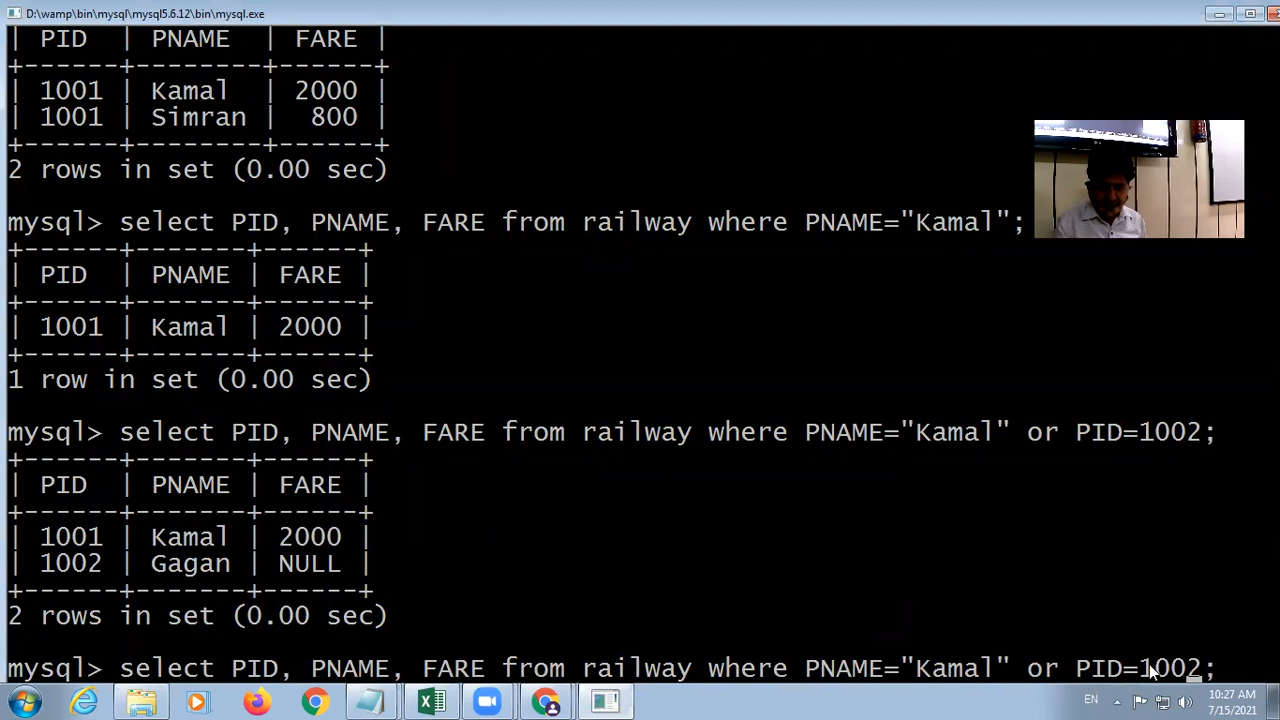 D:\wamp\bin\mysql\mysql5.6.12\bin\mysql.exe
| PID  | PNAME  | FARE |
+------+--------+------+
| 1001 | Kamal  | 2000 |
| 1001 | Simran |  800 |
+------+--------+------+
2 rows in set (0.00 sec)
mysql> select PID, PNAME, FARE from railway where PNAME="Kamal";
+------+-------+------+
| PID  | PNAME | FARE |
+------+-------+------+
| 1001 | Kamal | 2000 |
+------+-------+------+
1 row in set (0.00 sec)
mysql> select PID, PNAME, FARE from railway where PNAME="Kamal" or PID=1002;
+------+-------+------+
| PID  | PNAME | FARE |
+------+-------+------+
| 1001 | Kamal | 2000 |
| 1002 | Gagan | NULL |
+------+-------+------+
2 rows in set (0.00 sec)
mysql> select PID, PNAME, FARE from railway where PNAME="Kamal" or PID=1002;
EN
10:27 AM
7/15/2021